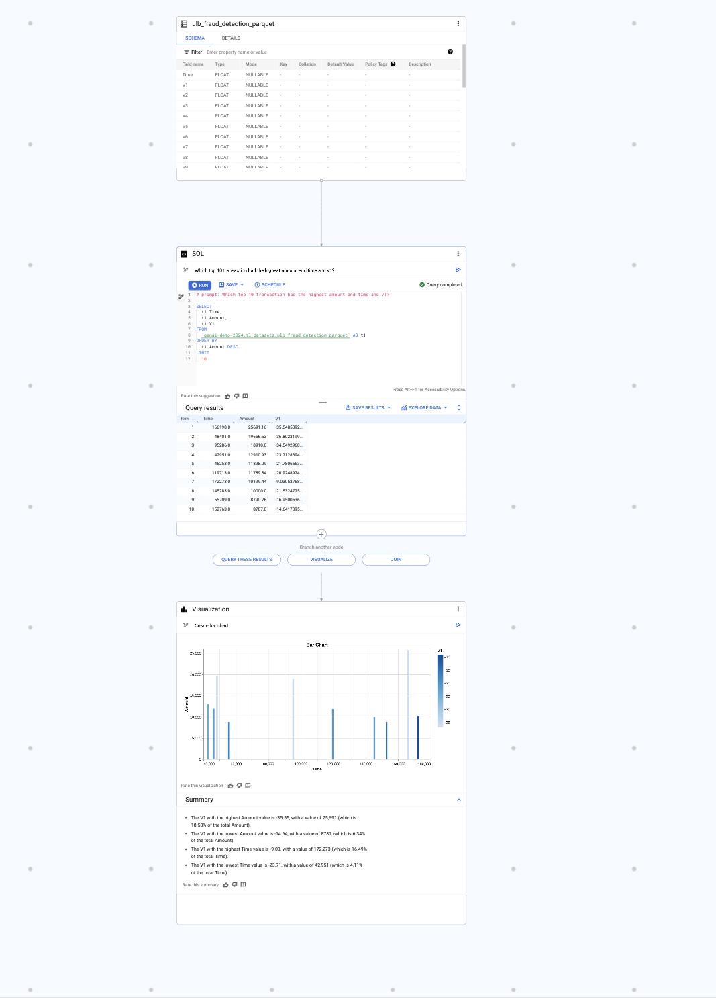 ulb_fraud_detection_parquet
SCHEMA DETAILS
Filter Enter property name or value
Field name Type Mode Key Collation Default Value Policy Tags Description
Time FLOAT NULLABLE - - - - -
V1 FLOAT NULLABLE - - - - -
V2 FLOAT NULLABLE - - - - -
V3 FLOAT NULLABLE - - - - -
V4 FLOAT NULLABLE - - - - -
V5 FLOAT NULLABLE - - - - -
V6 FLOAT NULLABLE - - - - -
V7 FLOAT NULLABLE - - - - -
V8 FLOAT NULLABLE - - - - -
V9 FLOAT NULLABLE - - - - -
SQL
Which top 10 transaction had the highest amount and time and v1?
RUN SAVE SCHEDULE Query completed.
1 # prompt: Which top 10 transaction had the highest amount and time and v1?
2
3 SELECT
4 t1.Time,
5 t1.Amount,
6 t1.V1
7 FROM
8 `genai-demo-2024.ml_datasets.ulb_fraud_detection_parquet` AS t1
9 ORDER BY
10 t1.Amount DESC
11 LIMIT
12 10
Press Alt+F1 for Accessibility Options.
Rate this suggestion
Query results SAVE RESULTS EXPLORE DATA
Row Time Amount V1
1 166198.0 25691.16 -35.5485392...
2 48401.0 19656.53 -36.8023199...
3 95286.0 18910.0 -34.5492960...
4 42951.0 12910.93 -23.7128394...
5 46253.0 11898.09 -21.7806653...
6 119713.0 11789.84 -20.9248974...
7 172273.0 10199.44 -9.03053758...
8 145283.0 10000.0 -21.5324775...
9 55709.0 8790.26 -16.9500636...
10 152763.0 8787.0 -14.6417095...
Branch another node
QUERY THESE RESULTS VISUALIZE JOIN
Visualization
Create bar chart
Bar Chart
V1
25,000
20,000
15,000
10,000
5,000
0
Amount
40,000 60,000 80,000 100,000 120,000 140,000 160,000 180,000
Time
-10
-15
-20
-25
-30
-35
Rate this visualization
Summary
• The V1 with the highest Amount value is -35.55, with a value of 25,691 (which is
18.53% of the total Amount).
• The V1 with the lowest Amount value is -14.64, with a value of 8787 (which is 6.34%
of the total Amount).
• The V1 with the highest Time value is -9.03, with a value of 172,273 (which is 16.49%
of the total Time).
• The V1 with the lowest Time value is -23.71, with a value of 42,951 (which is 4.11%
of the total Time).
Rate this summary